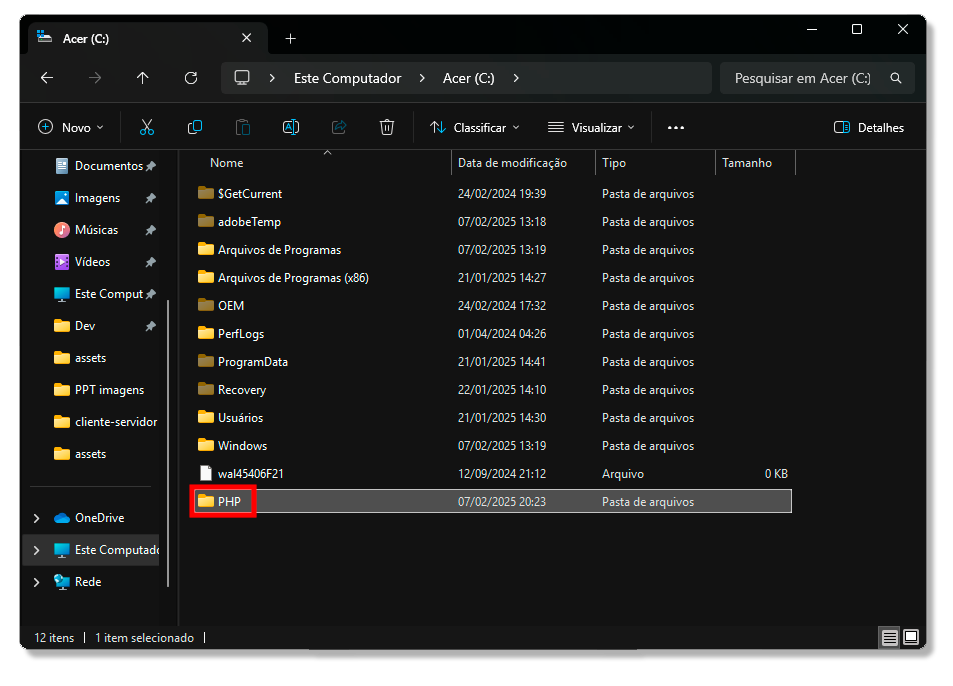 Acer (C:)
Este Computador > Acer (C:) >
Pesquisar em Acer (C:)
Novo
Classificar
Visualizar
Detalhes
Documentos
Imagens
Músicas
Vídeos
Este Comput
Dev
assets
PPT imagens
cliente-servidor
assets
OneDrive
Este Computado
Rede
Nome Data de modificação Tipo Tamanho
$GetCurrent 24/02/2024 19:39 Pasta de arquivos
adobeTemp 07/02/2025 13:18 Pasta de arquivos
Arquivos de Programas 07/02/2025 13:19 Pasta de arquivos
Arquivos de Programas (x86) 21/01/2025 14:27 Pasta de arquivos
OEM 24/02/2024 17:32 Pasta de arquivos
PerfLogs 01/04/2024 04:26 Pasta de arquivos
ProgramData 21/01/2025 14:41 Pasta de arquivos
Recovery 22/01/2025 14:10 Pasta de arquivos
Usuários 21/01/2025 14:30 Pasta de arquivos
Windows 07/02/2025 13:19 Pasta de arquivos
wal45406F21 12/09/2024 21:12 Arquivo 0 KB
PHP 07/02/2025 20:23 Pasta de arquivos
12 itens | 1 item selecionado |